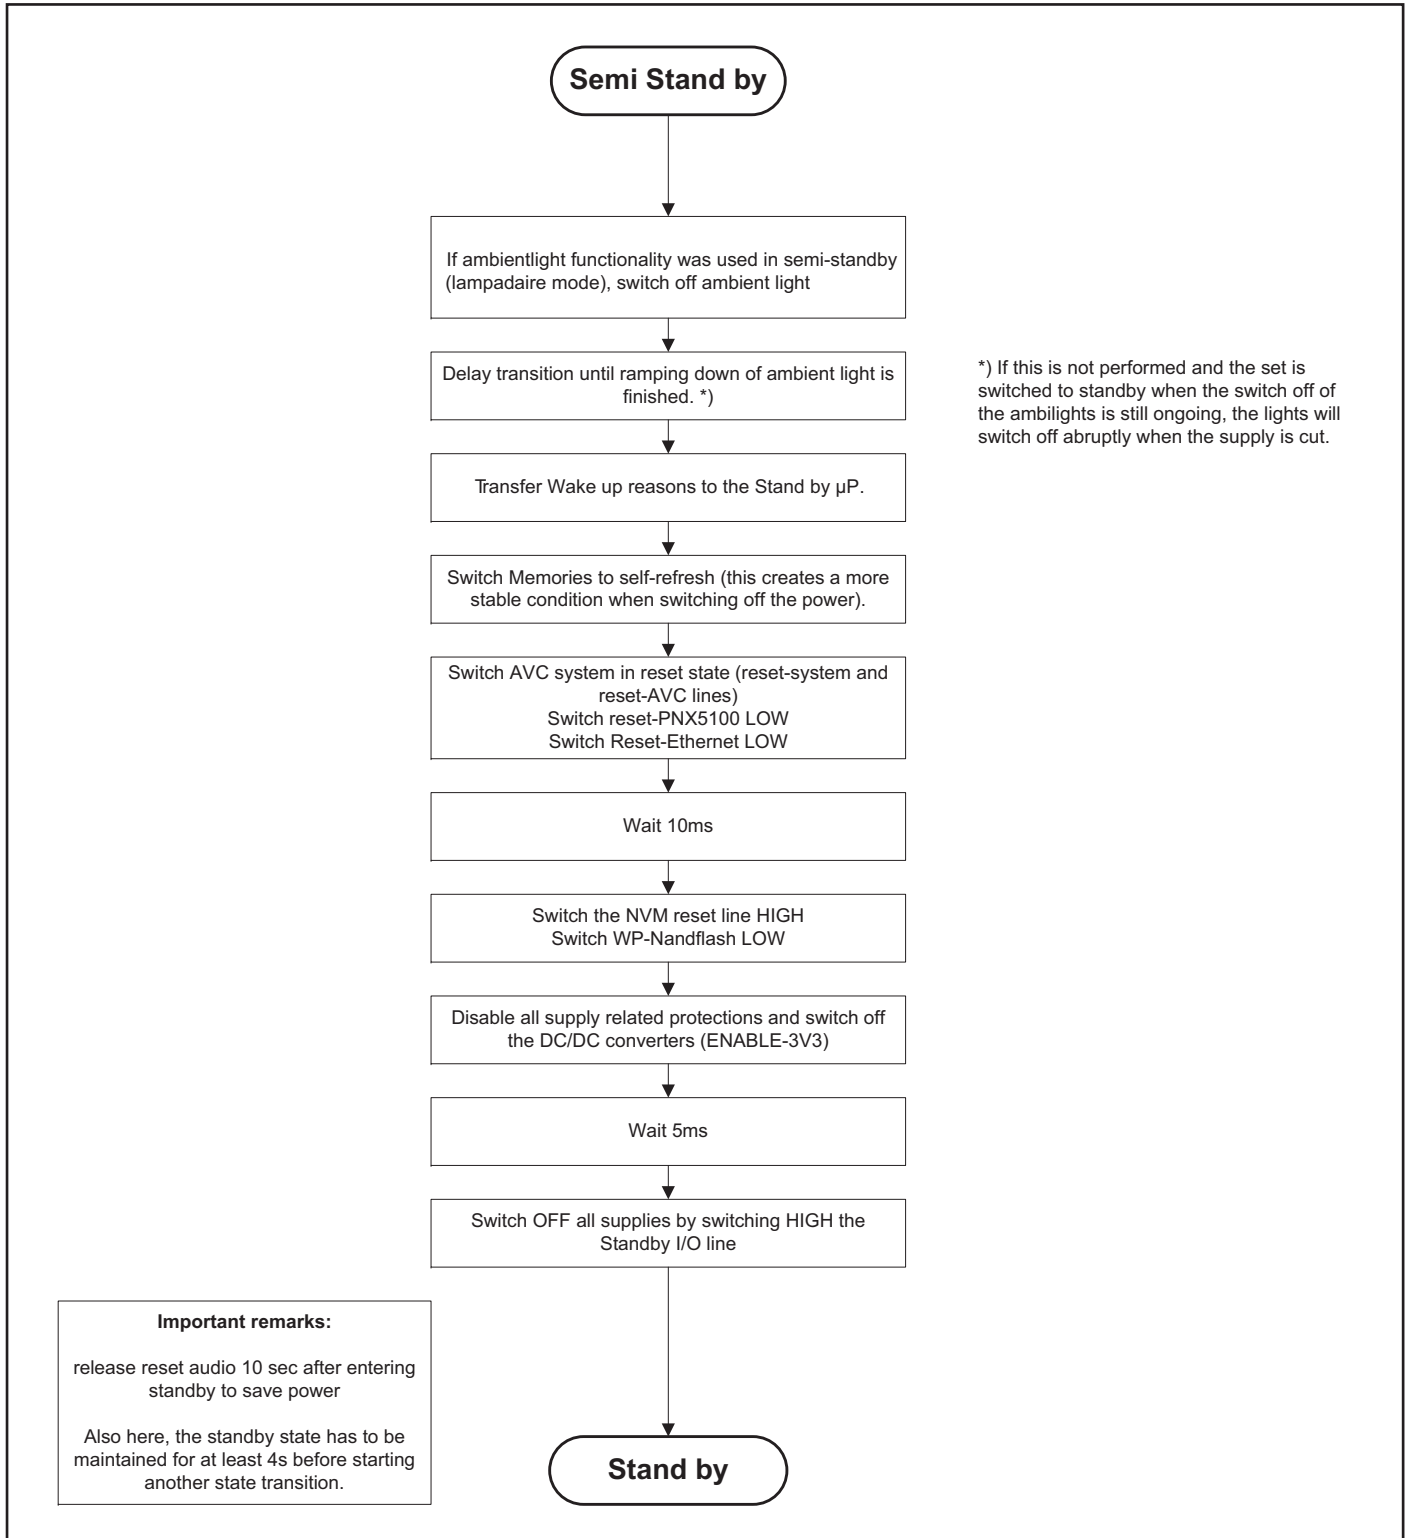 Semi Stand by
If ambientlight functionality was used in semi-standby
(lampadaire mode), switch off ambient light
Delay transition until ramping down of ambient light is
finished. *)
*) If this is not performed and the set is
switched to standby when the switch off of
the ambilights is still ongoing, the lights will
switch off abruptly when the supply is cut.
Transfer Wake up reasons to the Stand by µP.
Switch Memories to self-refresh (this creates a more
stable condition when switching off the power).
Switch AVC system in reset state (reset-system and
reset-AVC lines)
Switch reset-PNX5100 LOW
Switch Reset-Ethernet LOW
Wait 10ms
Switch the NVM reset line HIGH
Switch WP-Nandflash LOW
Disable all supply related protections and switch off
the DC/DC converters (ENABLE-3V3)
Wait 5ms
Switch OFF all supplies by switching HIGH the
Standby I/O line
Important remarks:
release reset audio 10 sec after entering
standby to save power
Also here, the standby state has to be
maintained for at least 4s before starting
another state transition.
Stand by